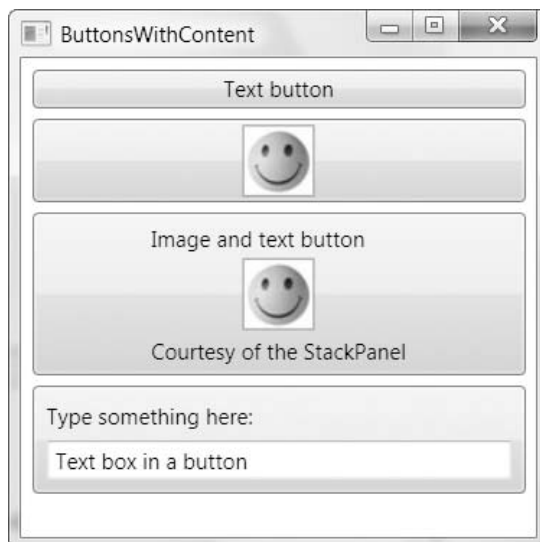 ButtonsWithContent
Text button
Image and text button
Courtesy of the StackPanel
Type something here:
Text box in a button